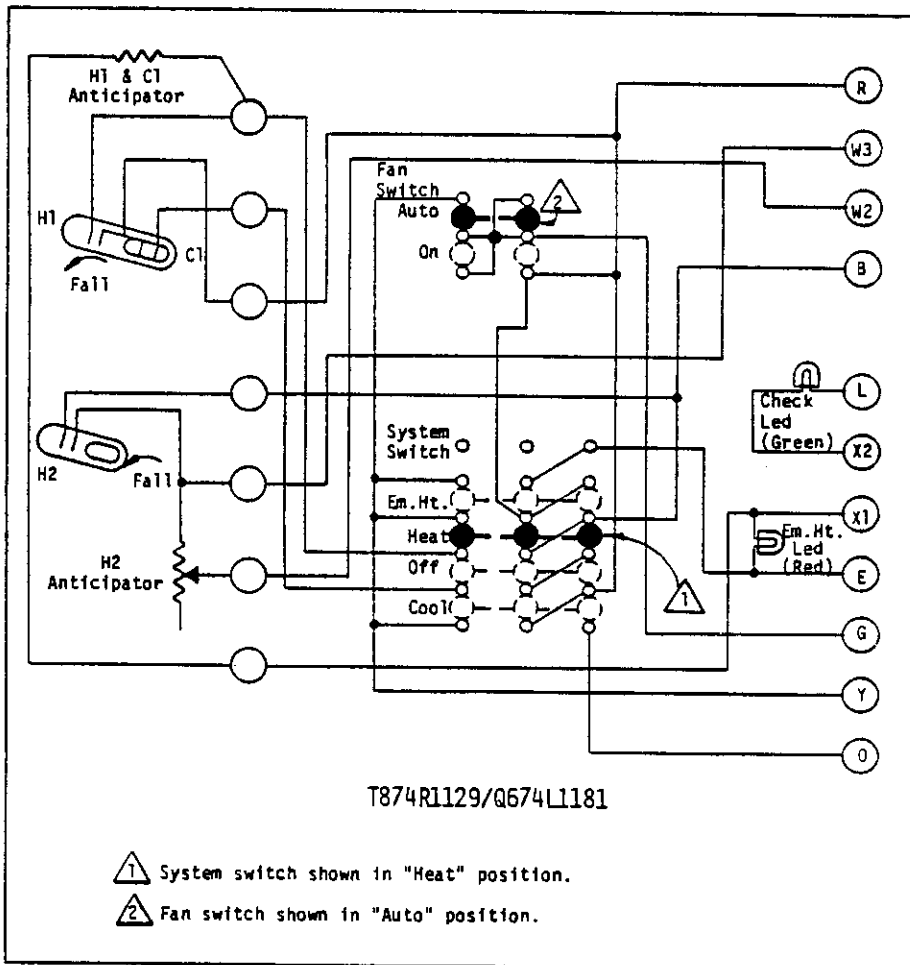 H1 & C1
Anticipator
R
W3
Fan
Switch
Auto
2
W2
H1
C1
On
Fall
B
Check
Led
(Green)
L
X2
System
Switch
H2
Fall
Em.Ht.
X1
Heat
Em.Ht.
Led
(Red)
H2
Anticipator
Off
E
1
Cool
G
Y
O
T874R1129/Q674L1181
1 System switch shown in "Heat" position.
2 Fan switch shown in "Auto" position.